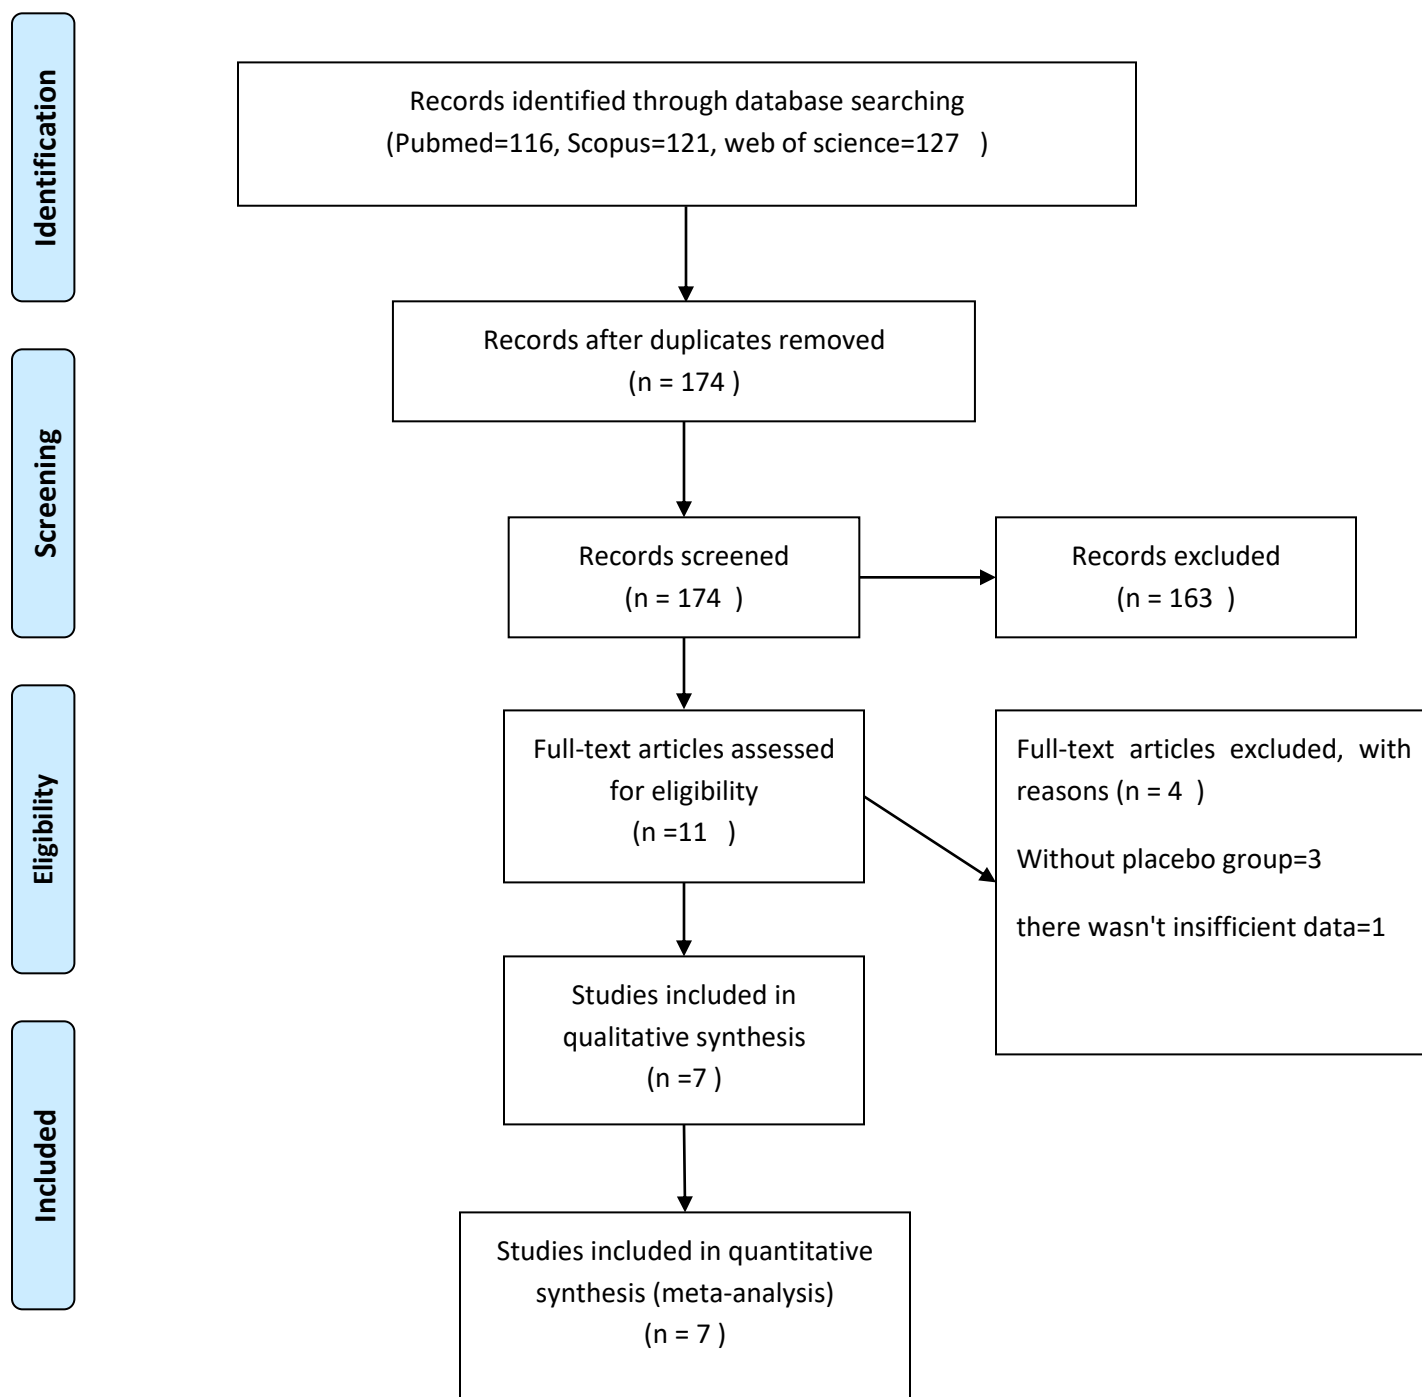 Identification
Records identified through database searching
(Pubmed=116, Scopus=121, web of science=127 )
Records after duplicates removed
(n = 174 )
Screening
Records screened
(n = 174 )
Records excluded
(n = 163 )
Eligibility
Full-text articles assessed
for eligibility
(n =11 )
Full-text articles excluded, with
reasons (n = 4 )
Without placebo group=3
there wasn't insifficient data=1
Studies included in
qualitative synthesis
(n =7 )
Included
Studies included in quantitative
synthesis (meta-analysis)
(n = 7 )